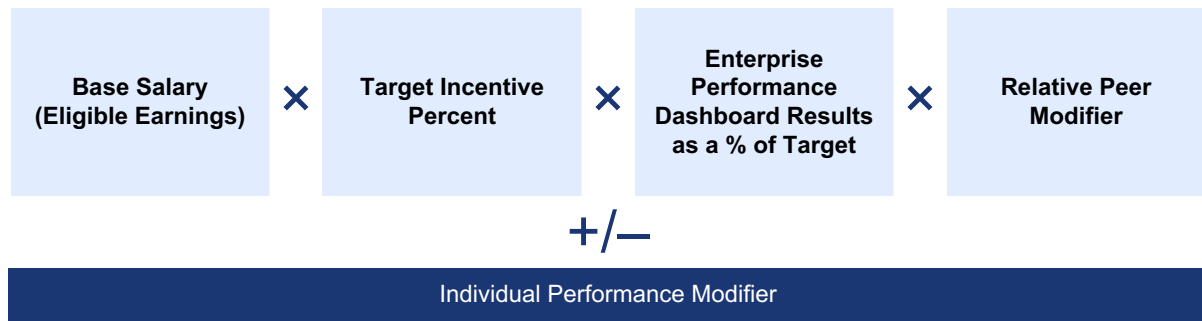 Base Salary
(Eligible Earnings)
×
Target Incentive
Percent
×
Enterprise
Performance
Dashboard Results
as a % of Target
×
Relative Peer
Modifier
+/–
Individual Performance Modifier